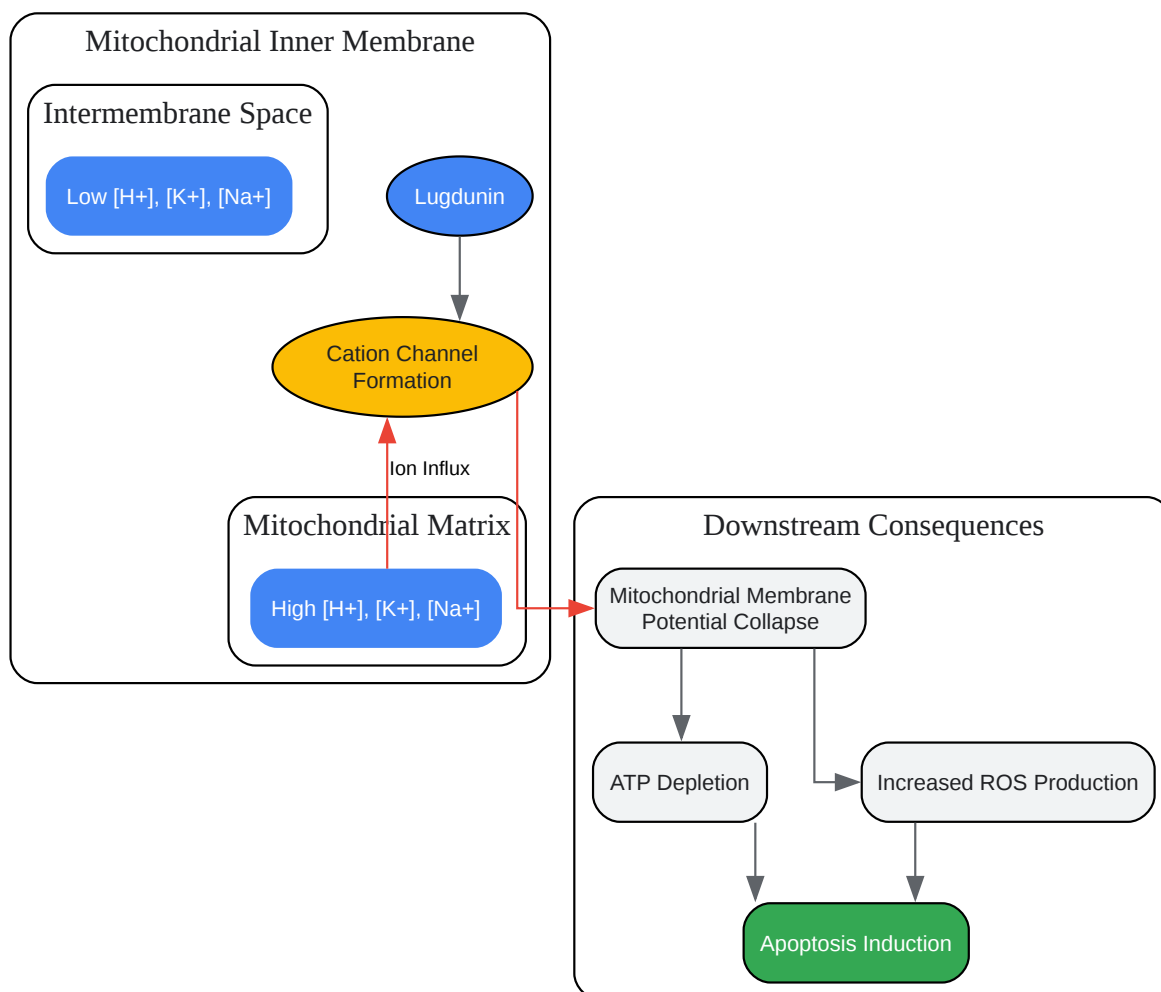 Mitochondrial Inner Membrane
Intermembrane Space
Low [H+], [K+], [Na+]
Lugdunin
Cation Channel
Formation
Ion Influx
Mitochondrial Matrix
High [H+], [K+], [Na+]
Downstream Consequences
Mitochondrial Membrane
Potential Collapse
ATP Depletion
Increased ROS Production
Apoptosis Induction